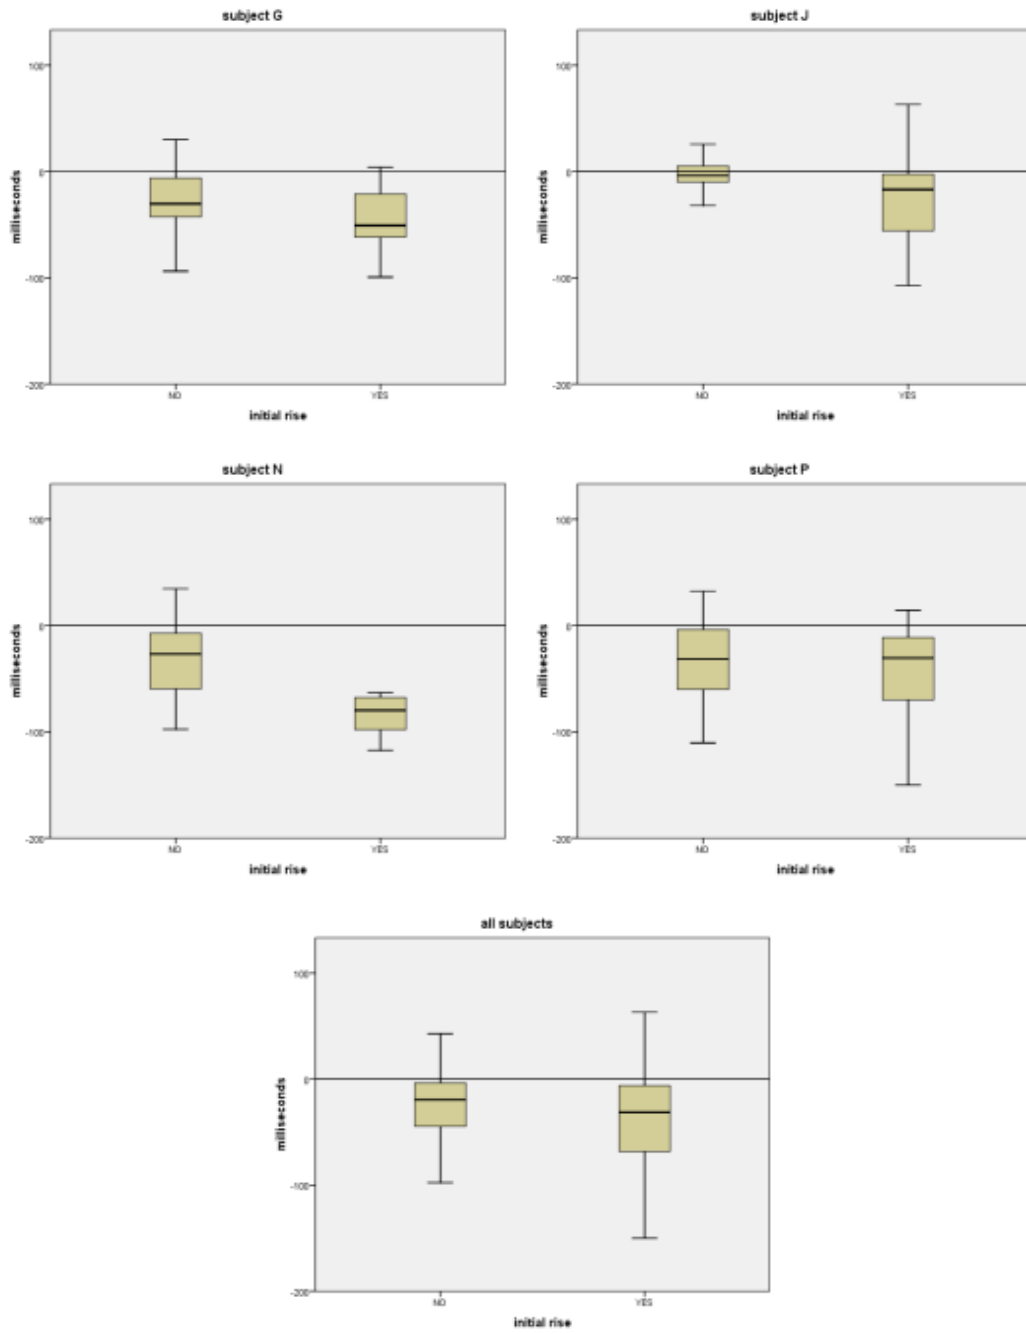 subject G
100
0
-100
-200
milliseconds
NO
YES
initial rise
subject J
100
0
-100
-200
milliseconds
NO
YES
initial rise
subject N
100
0
-100
-200
milliseconds
NO
YES
initial rise
subject P
100
0
-100
-200
milliseconds
NO
YES
initial rise
all subjects
100
0
-100
-200
milliseconds
NO
YES
initial rise